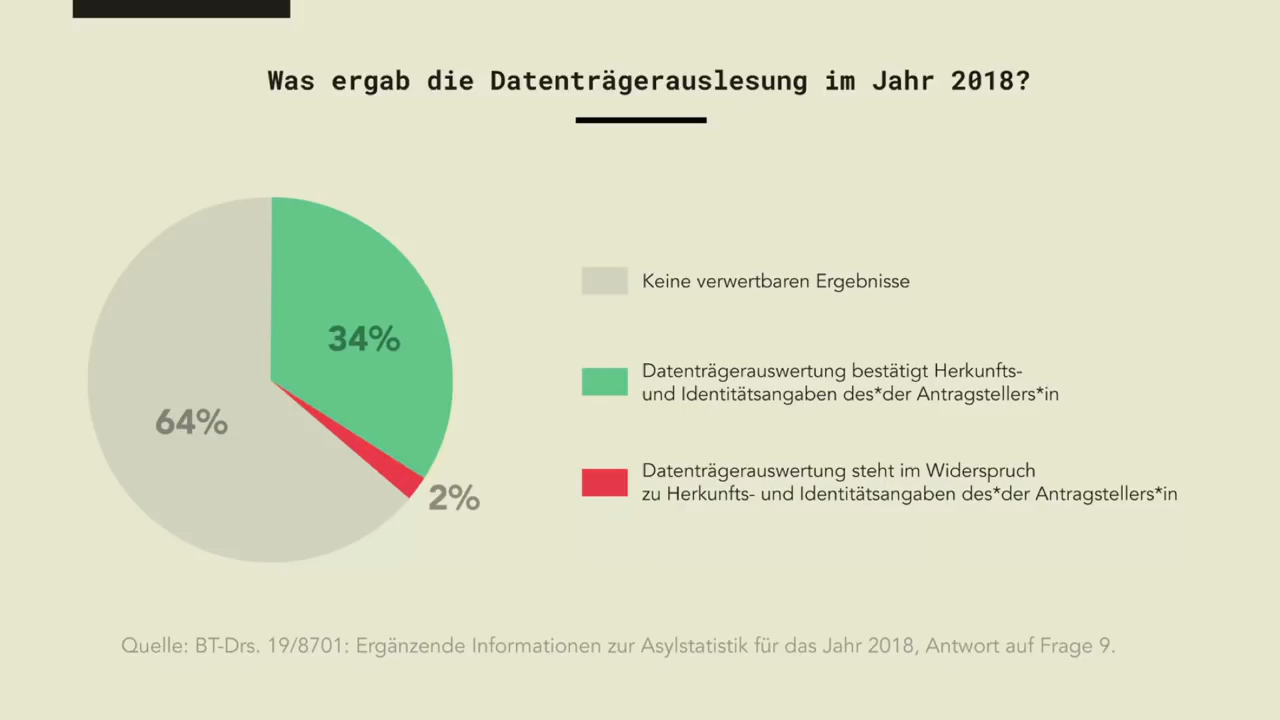 Was ergab die Datenträgerauslesung im Jahr 2018?
34%
64%
2%
Keine verwertbaren Ergebnisse
Datenträgerauswertung bestätigt Herkunfts-
und Identitätsangaben des*der Antragstellers*in
Datenträgerauswertung steht im Widerspruch
zu Herkunfts- und Identitätsangaben des*der Antragstellers*in
Quelle: BT-Drs. 19/8701: Ergänzende Informationen zur Asylstatistik für das Jahr 2018, Antwort auf Frage 9.